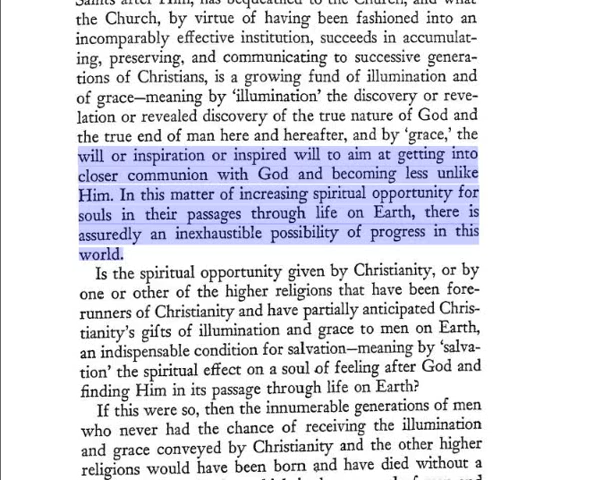 Saints after Him, has bequeathed to the Church, and what
the Church, by virtue of having been fashioned into an
incomparably effective institution, succeeds in accumulat-
ing, preserving, and communicating to successive genera-
tions of Christians, is a growing fund of illumination and
of grace—meaning by ‘illumination’ the discovery or reve-
lation or revealed discovery of the true nature of God and
the true end of man here and hereafter, and by ‘grace,’ the
will or inspiration or inspired will to aim at getting into
closer communion with God and becoming less unlike
Him. In this matter of increasing spiritual opportunity for
souls in their passages through life on Earth, there is
assuredly an inexhaustible possibility of progress in this
world.
Is the spiritual opportunity given by Christianity, or by
one or other of the higher religions that have been fore-
runners of Christianity and have partially anticipated Chris-
tianity’s gifts of illumination and grace to men on Earth,
an indispensable condition for salvation—meaning by ‘salva-
tion’ the spiritual effect on a soul of feeling after God and
finding Him in its passage through life on Earth?
If this were so, then the innumerable generations of men
who never had the chance of receiving the illumination
and grace conveyed by Christianity and the other higher
religions would have been born and have died without a